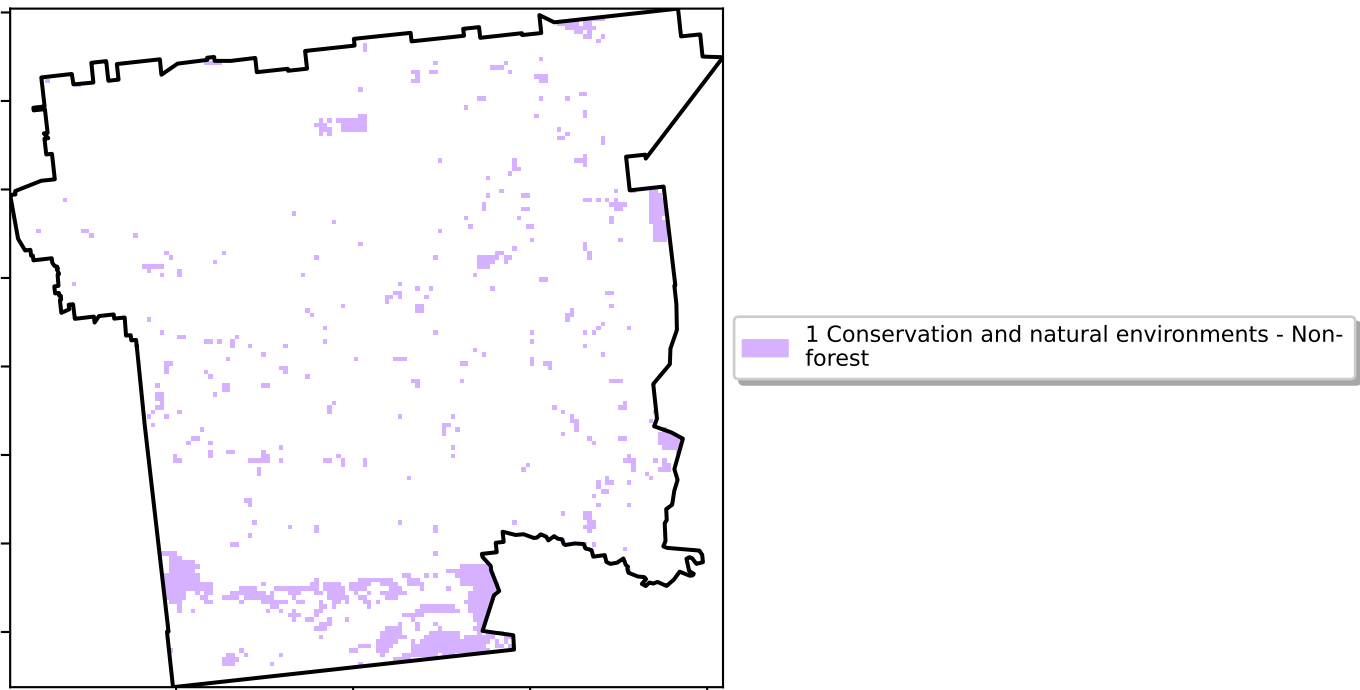 1 Conservation and natural environments - Non-
forest